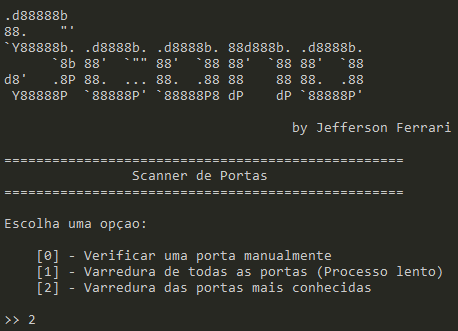 .d88888b
88.    "'
`Y88888b. .d8888b. .d8888b. 88d888b. .d8888b.
      `8b 88'  `"" 88'  `88 88'  `88 88'  `88
d8'   .8P 88.  ... 88.  .88 88    88 88.  .88
 Y88888P  `88888P' `88888P8 dP    dP `88888P'
by Jefferson Ferrari
==================================================
Scanner de Portas
==================================================
Escolha uma opçao:
[0] - Verificar uma porta manualmente
[1] - Varredura de todas as portas (Processo lento)
[2] - Varredura das portas mais conhecidas
>> 2